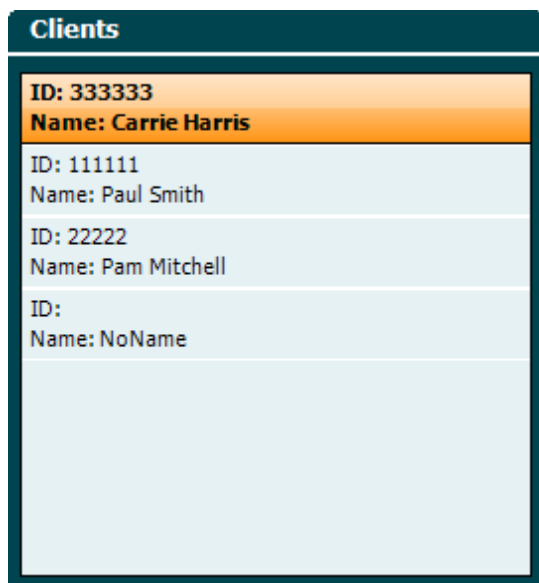 Clients
ID: 333333
Name: Carrie Harris
ID: 111111
Name: Paul Smith
ID: 22222
Name: Pam Mitchell
ID:
Name: NoName